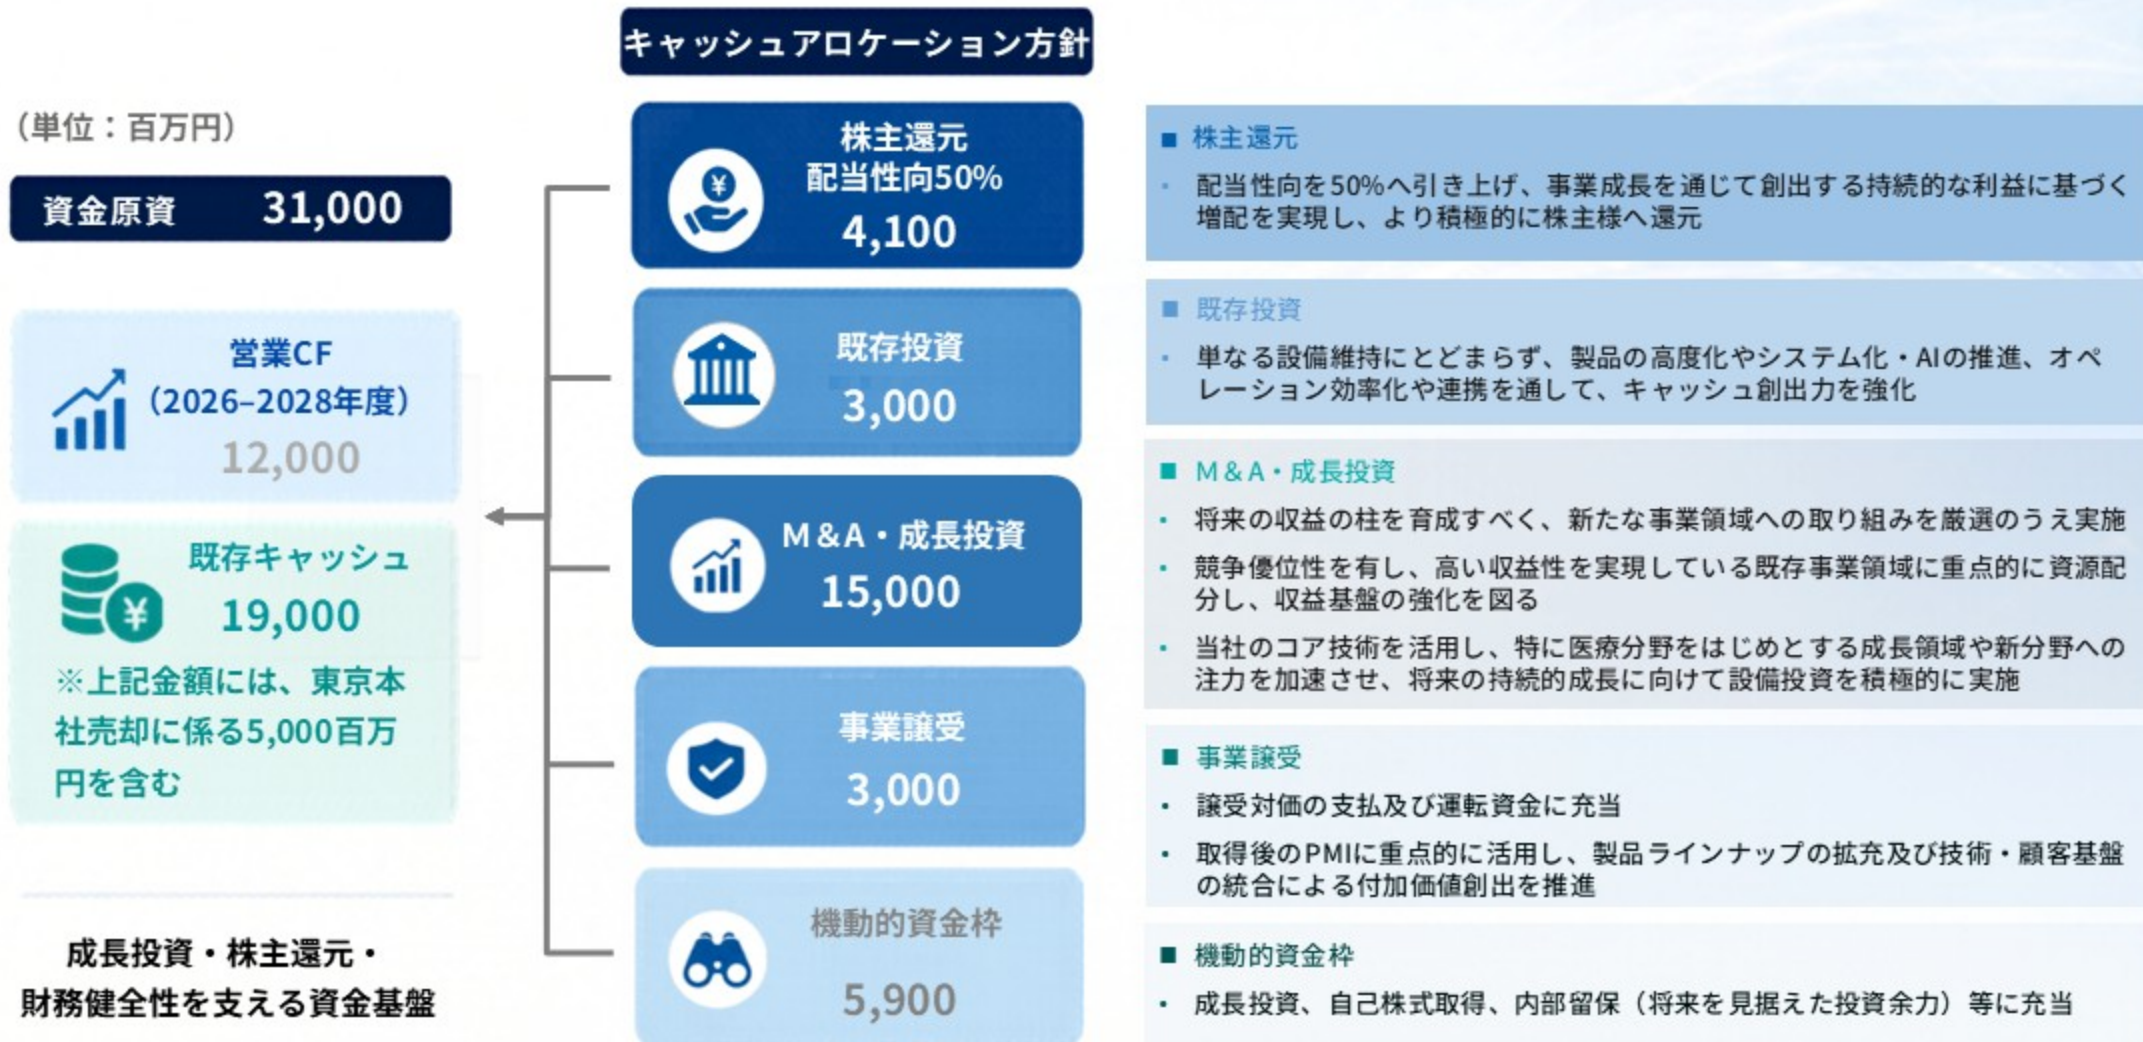 キャッシュアロケーション方針
（単位：百万円）
資金原資 31,000
営業CF
（2026–2028年度）
12,000
既存キャッシュ
19,000
※上記金額には、東京本
社売却に係る5,000百万
円を含む
成長投資・株主還元・
財務健全性を支える資金基盤
株主還元
配当性向50%
4,100
既存投資
3,000
M＆A・成長投資
15,000
事業譲受
3,000
機動的資金枠
5,900
■ 株主還元
・ 配当性向を50%へ引き上げ、事業成長を通じて創出する持続的な利益に基づく
増配を実現し、より積極的に株主様へ還元
■ 既存投資
・ 単なる設備維持にとどまらず、製品の高度化やシステム化・AIの推進、オペ
レーション効率化や連携を通して、キャッシュ創出力を強化
■ M＆A・成長投資
・ 将来の収益の柱を育成すべく、新たな事業領域への取り組みを厳選のうえ実施
・ 競争優位性を有し、高い収益性を実現している既存事業領域に重点的に資源配
分し、収益基盤の強化を図る
・ 当社のコア技術を活用し、特に医療分野をはじめとする成長領域や新分野への
注力を加速させ、将来の持続的成長に向けて設備投資を積極的に実施
■ 事業譲受
・ 譲受対価の支払及び運転資金に充当
・ 取得後のPMIに重点的に活用し、製品ラインナップの拡充及び技術・顧客基盤
の統合による付加価値創出を推進
■ 機動的資金枠
・ 成長投資、自己株式取得、内部留保（将来を見据えた投資余力）等に充当